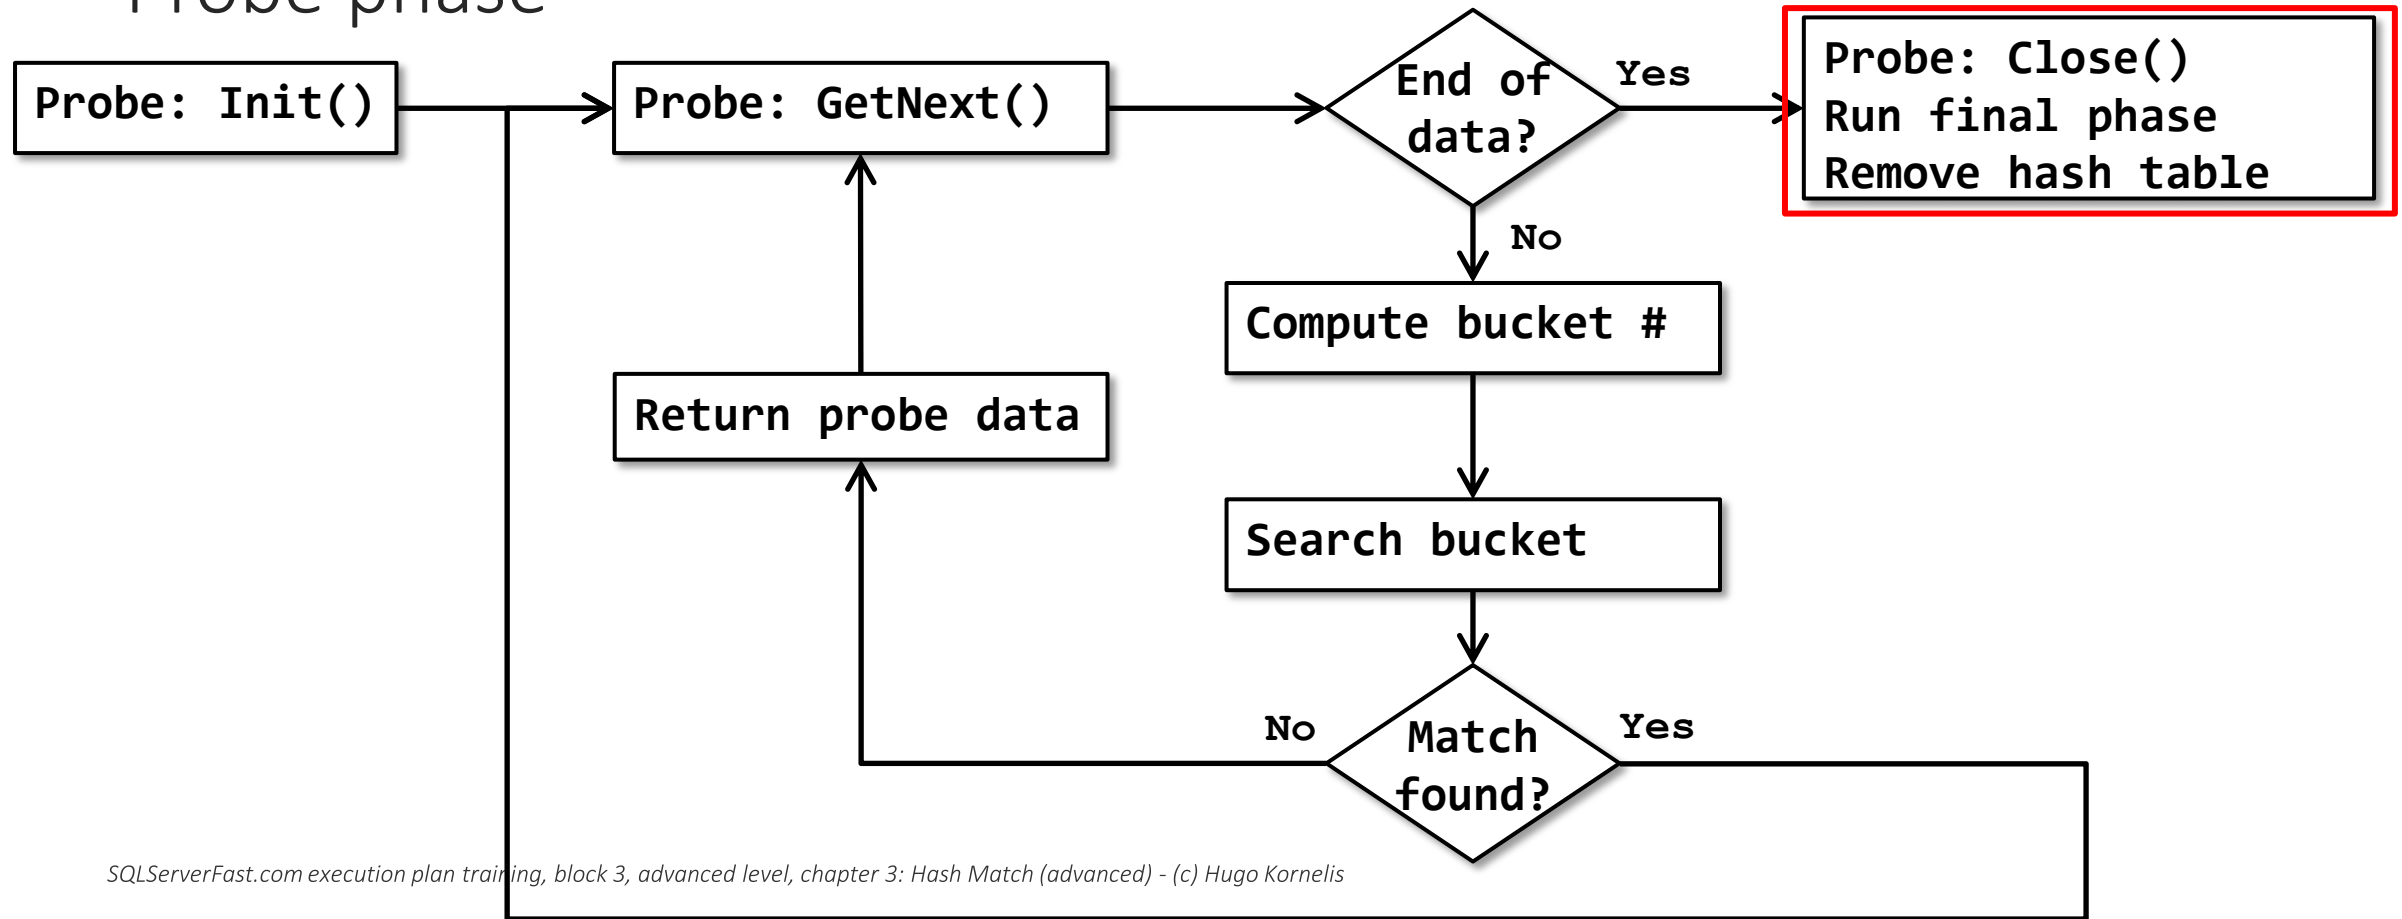 Probe phase
Probe: Init()
Probe: GetNext()
End of
data?
Yes
Probe: Close()
Run final phase
Remove hash table
No
Compute bucket #
Return probe data
Search bucket
No
Match
found?
Yes
SQLServerFast.com execution plan training, block 3, advanced level, chapter 3: Hash Match (advanced) - (c) Hugo Kornelis